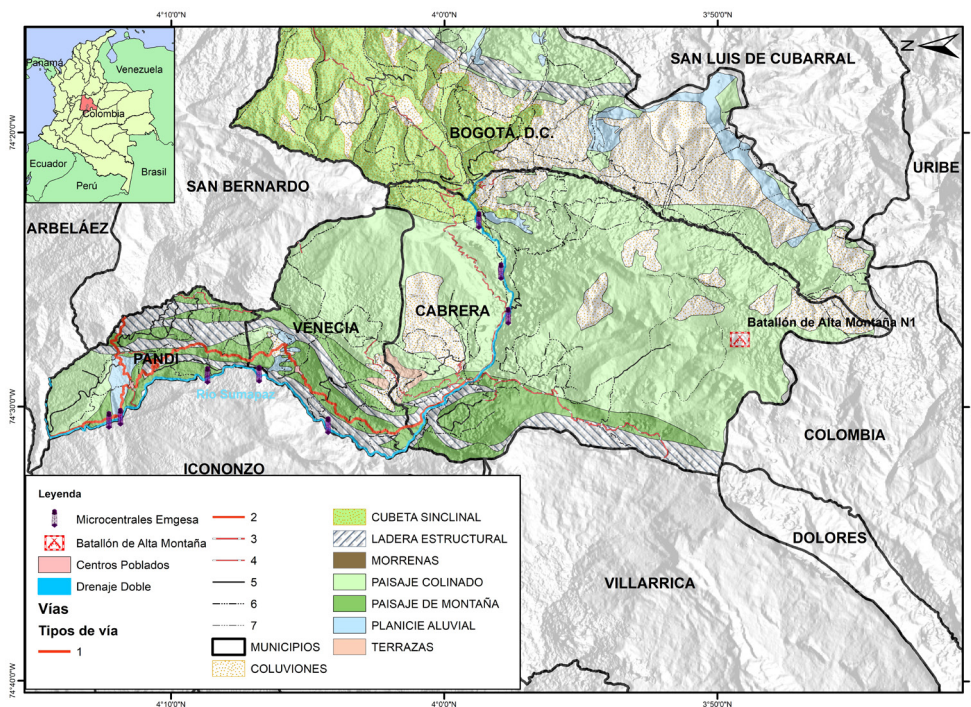 4°10'0"N
4°0'0"N
3°50'0"N
74°20'0"W
74°30'0"W
74°40'0"W
Panamá
Venezuela
Colombia
Ecuador
Perú
Brasil
N
SAN LUIS DE CUBARRAL
BOGOTÁ, D.C.
URIBE
SAN BERNARDO
ARBELÁEZ
CABRERA
VENECIA
Batallón de Alta Montaña N1
PANDI
Río Sumapaz
COLOMBIA
ICONONZO
DOLORES
VILLARRICA
Leyenda
Microcentrales Emgesa
Batallón de Alta Montaña
Centros Poblados
Drenaje Doble
Vías
Tipos de vía
1
2
3
4
5
6
7
MUNICIPIOS
COLUVIONES
CUBETA SINCLINAL
LADERA ESTRUCTURAL
MORRENAS
PAISAJE COLINADO
PAISAJE DE MONTAÑA
PLANICIE ALUVIAL
TERRAZAS
4°10'0"N
4°0'0"N
3°50'0"N